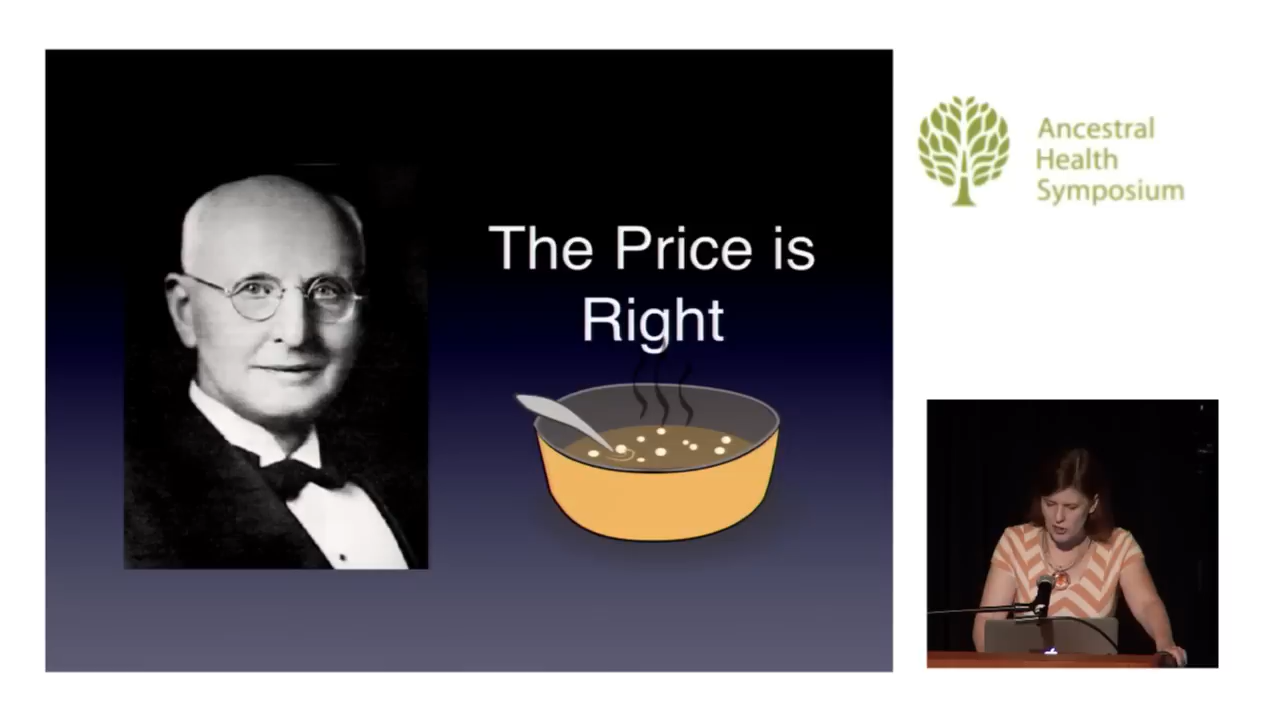 The Price is
Right
Ancestral
Health
Symposium